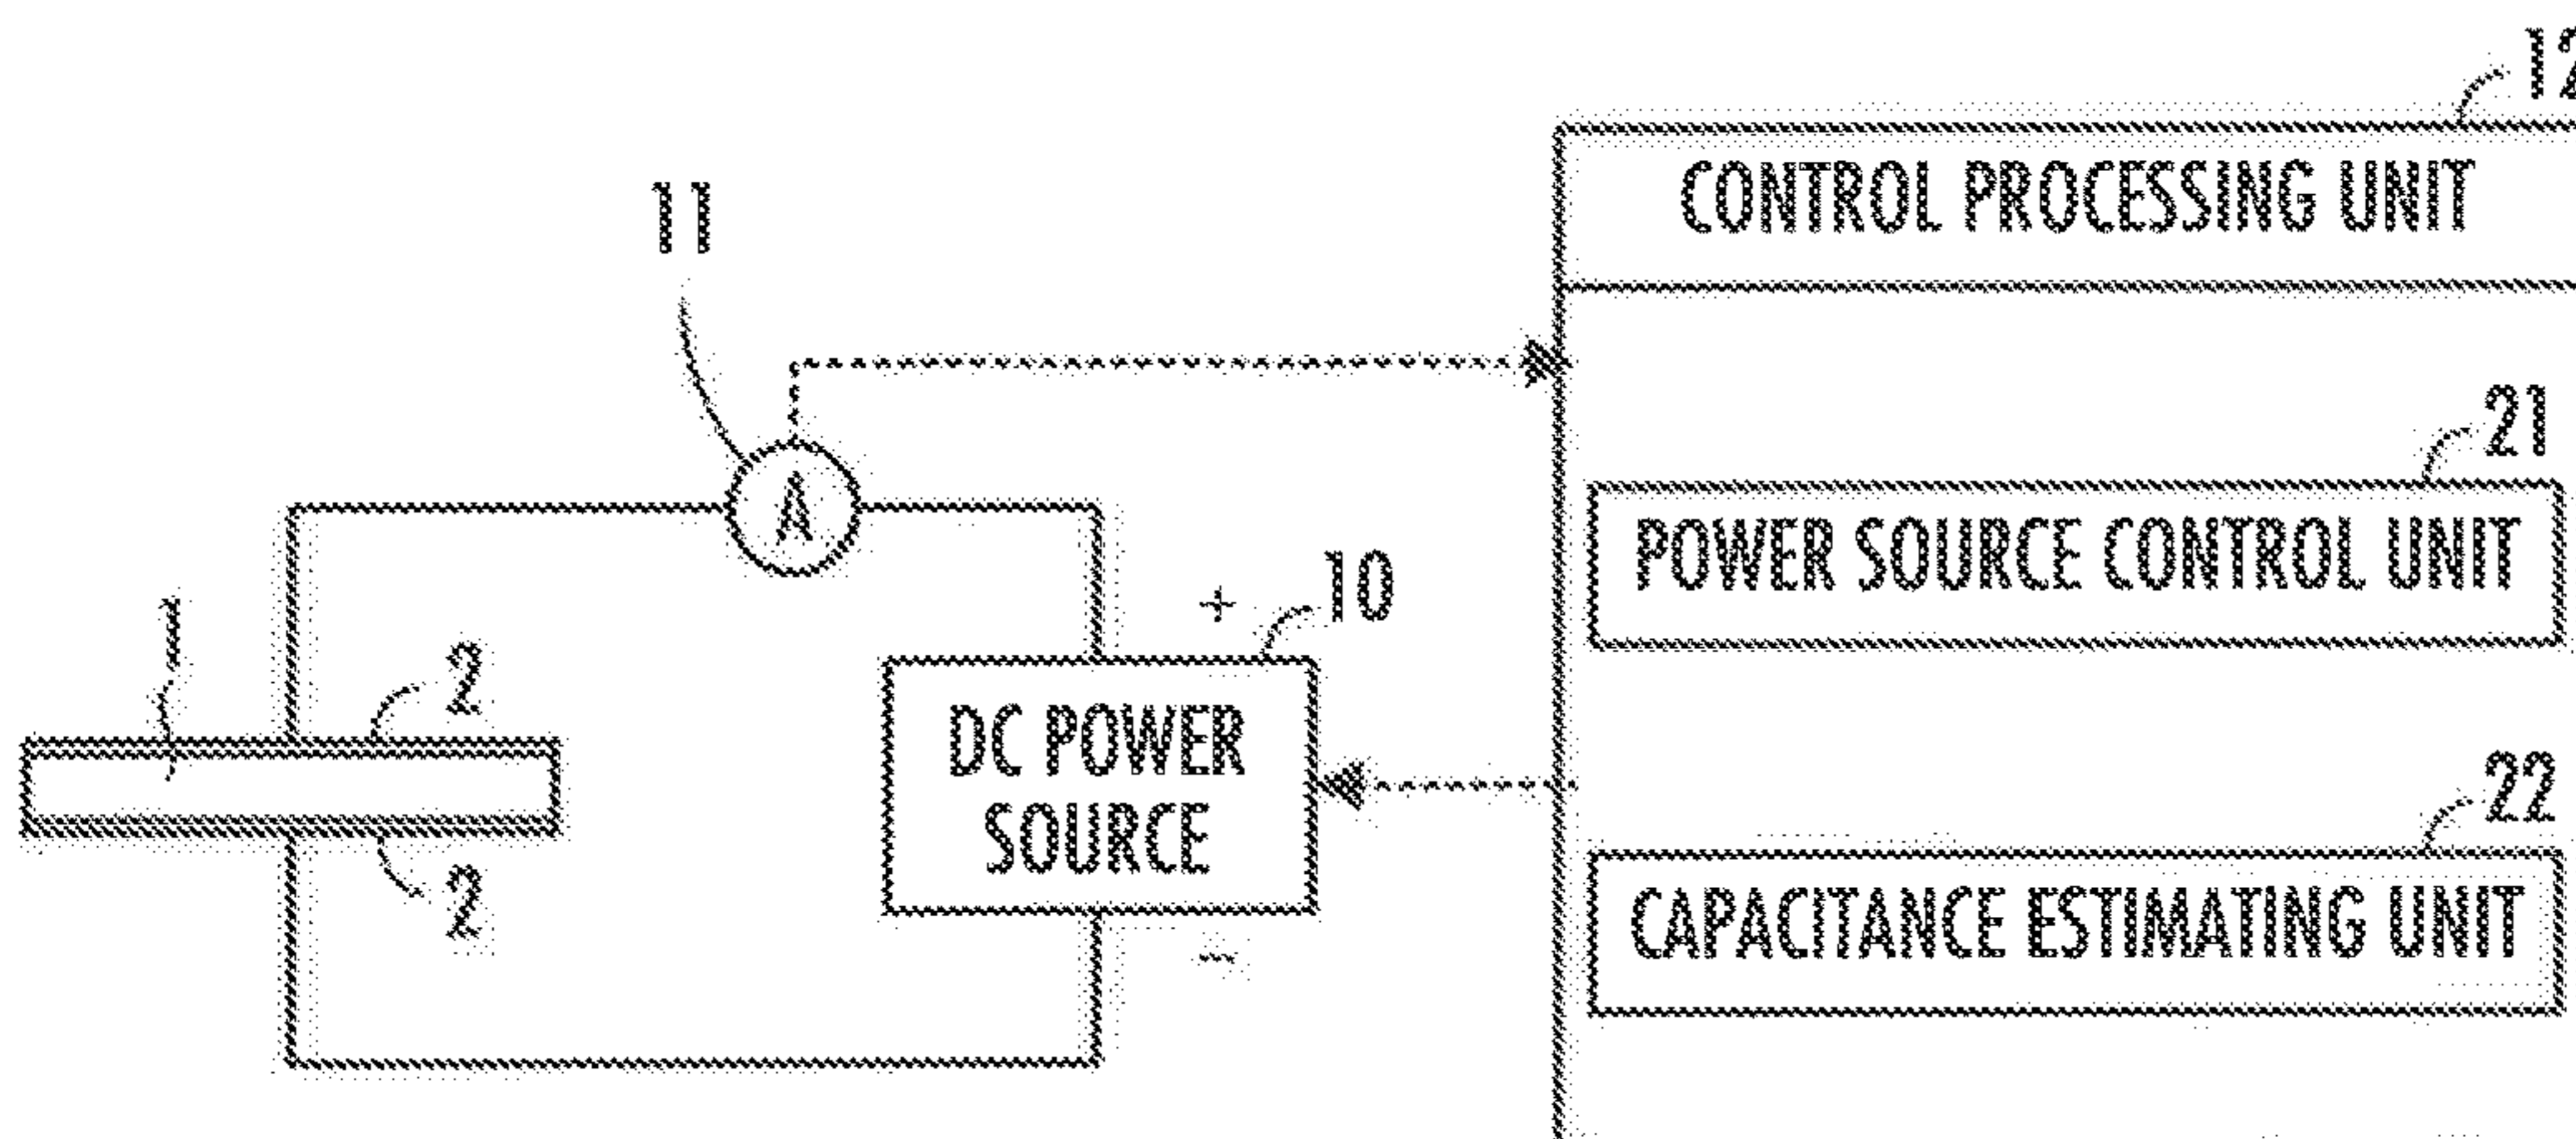 12
CONTROL PROCESSING UNIT
11
21
A
POWER SOURCE CONTROL UNIT
+
10
1
2
DC POWER
SOURCE
22
2
CAPACITANCE ESTIMATING UNIT
-